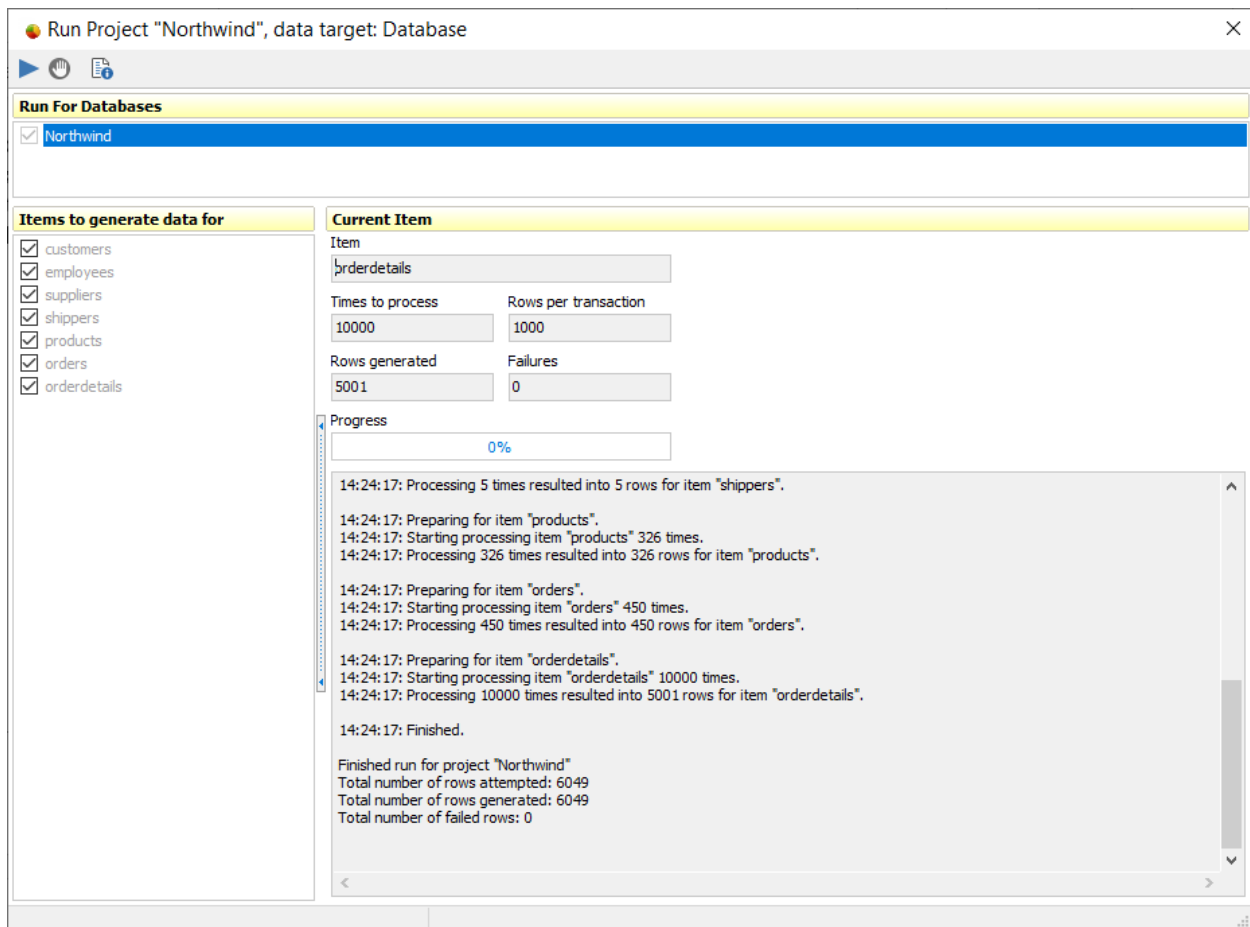 Run Project "Northwind", data target: Database
Run For Databases
Northwind
Items to generate data for
customers
employees
suppliers
shippers
products
orders
orderdetails
Current Item
Item
orderdetails
Times to process Rows per transaction
10000 1000
Rows generated Failures
5001 0
Progress
0%
14:24:17: Processing 5 times resulted into 5 rows for item "shippers".
14:24:17: Preparing for item "products".
14:24:17: Starting processing item "products" 326 times.
14:24:17: Processing 326 times resulted into 326 rows for item "products".
14:24:17: Preparing for item "orders".
14:24:17: Starting processing item "orders" 450 times.
14:24:17: Processing 450 times resulted into 450 rows for item "orders".
14:24:17: Preparing for item "orderdetails".
14:24:17: Starting processing item "orderdetails" 10000 times.
14:24:17: Processing 10000 times resulted into 5001 rows for item "orderdetails".
14:24:17: Finished.
Finished run for project "Northwind"
Total number of rows attempted: 6049
Total number of rows generated: 6049
Total number of failed rows: 0